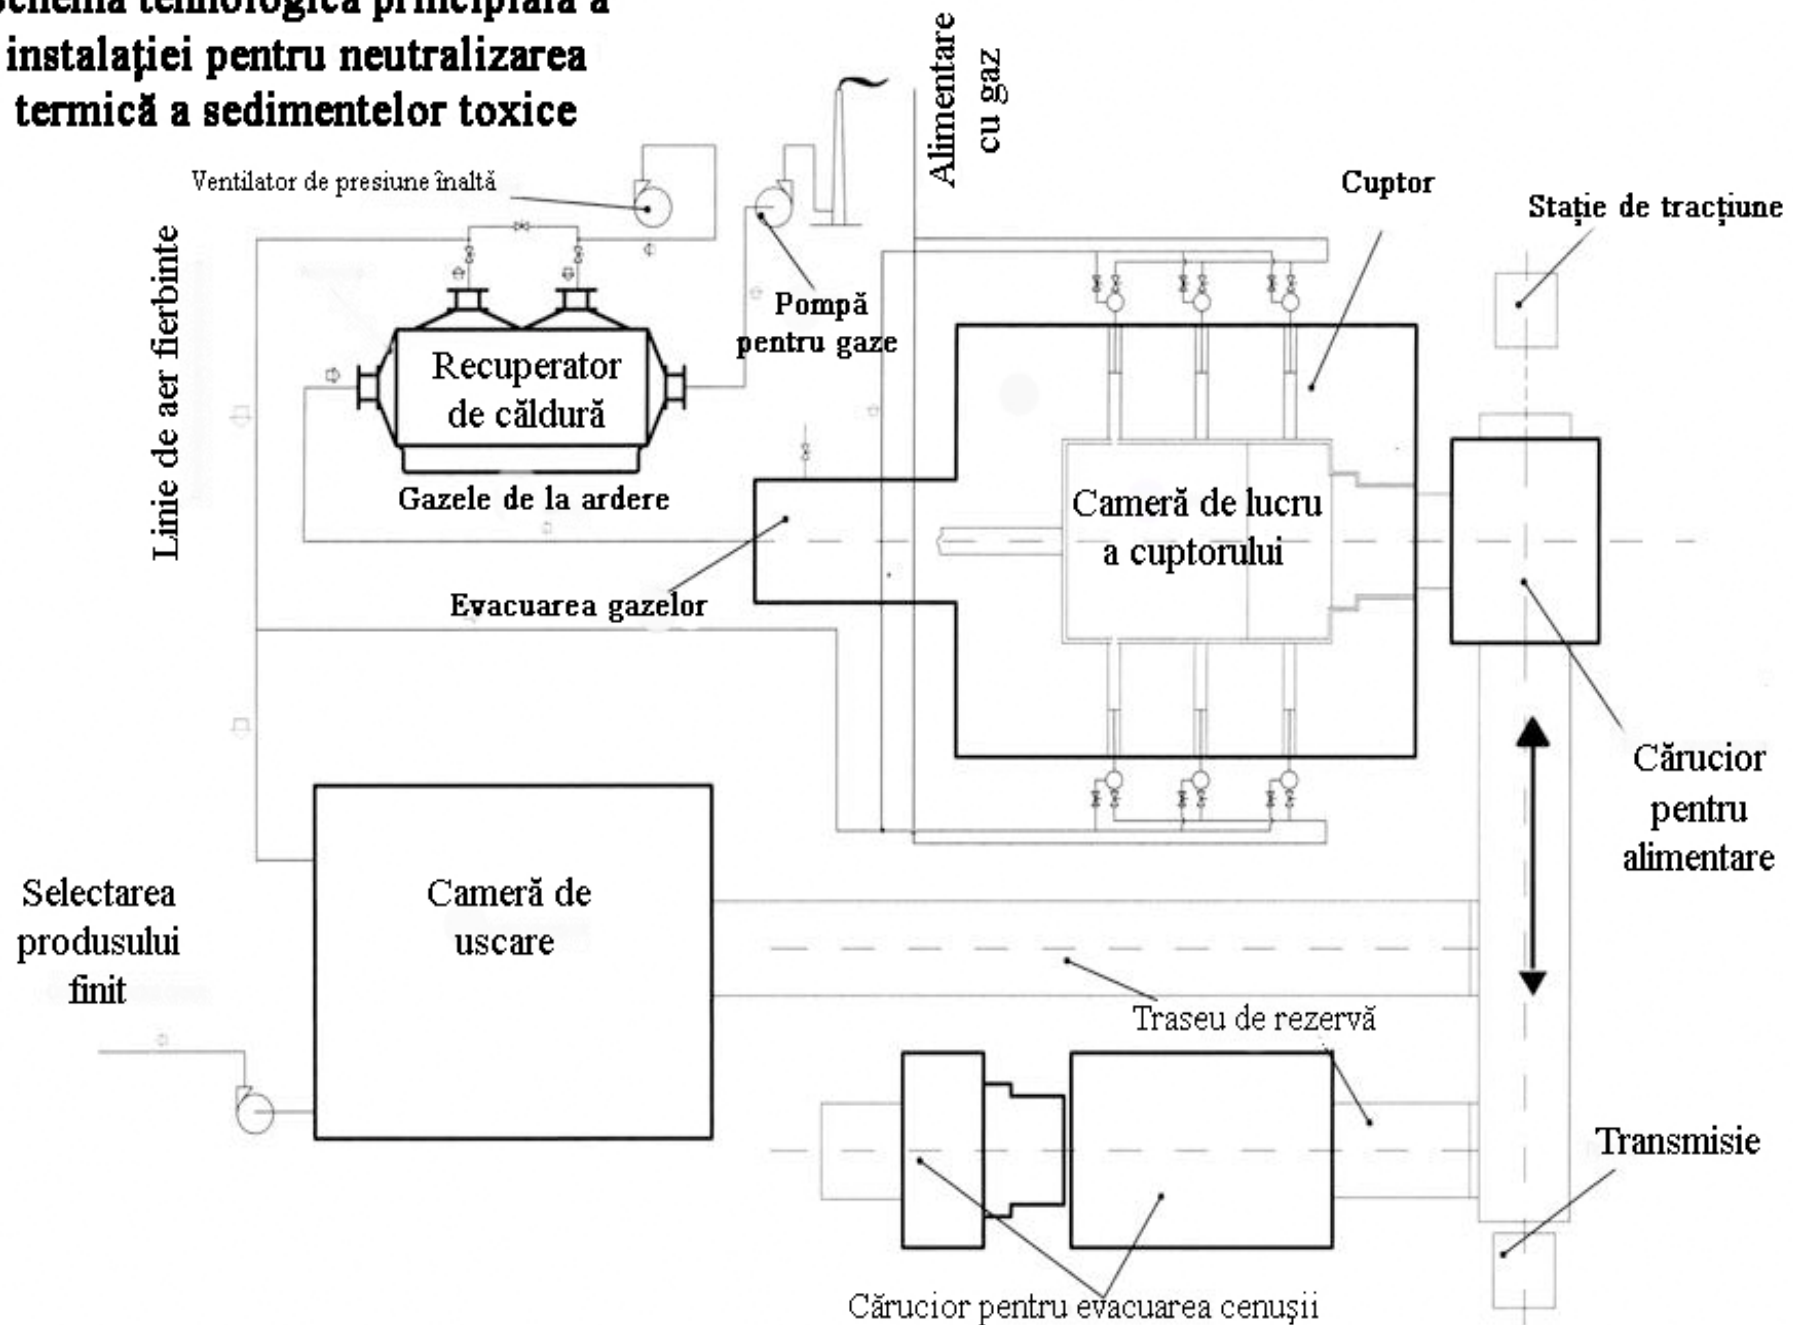 Schema tehnologică principială a
instalației pentru neutralizarea
termică a sedimentelor toxice
Alimentare
cu gaz
Ventilator de presiune înaltă
Cuptor
Stație de tracțiune
Linie de aer fierbinte
Pompă
pentru gaze
Recuperator
de căldură
Gazele de la ardere
Cameră de lucru
a cuptorului
Evacuarea gazelor
Cărucior
pentru
alimentare
Selectarea
produsului
finit
Cameră de
uscare
Traseu de rezervă
Transmisie
Cărucior pentru evacuarea cenușii